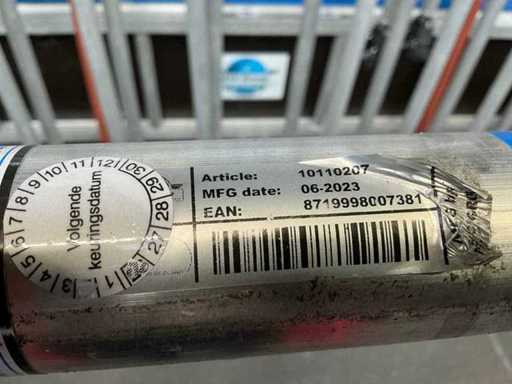 Volgende
keuringsdatum
1 2 3 4 5 6 7 8 9 10 11 12
26 27 28 29 30
Article: 10110207
MFG date: 06-2023
EAN: 8719998007381